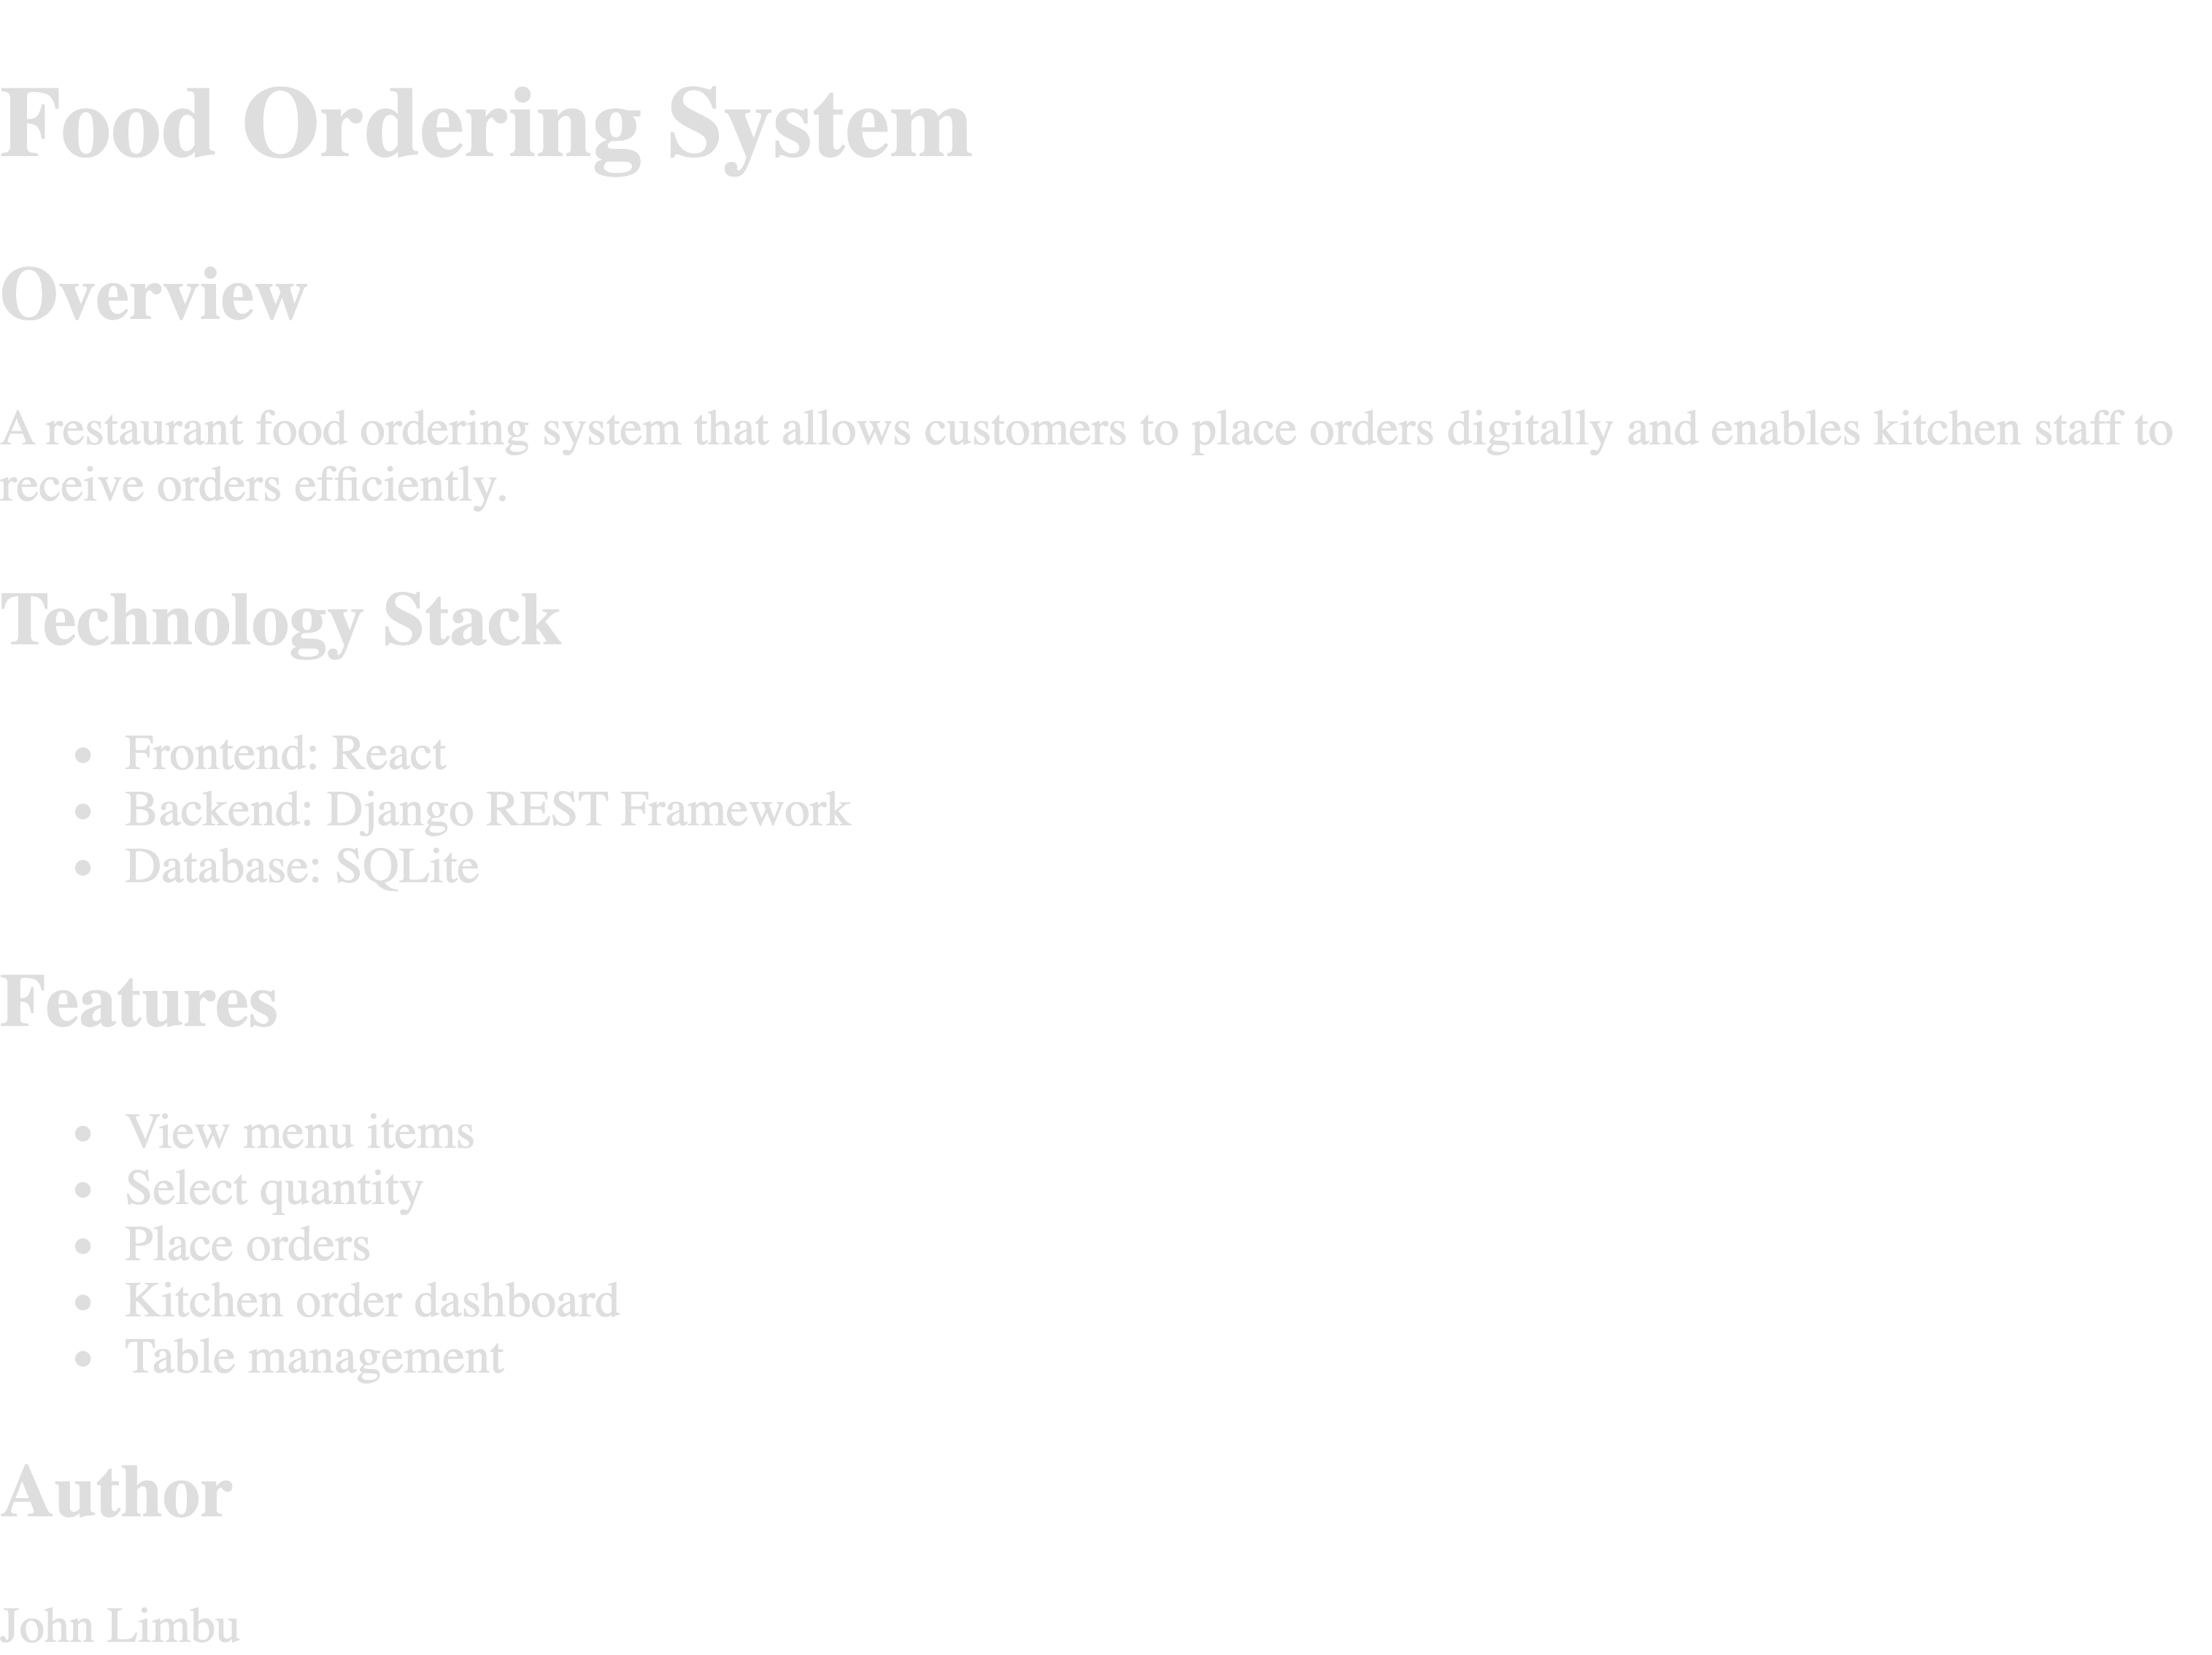 Food Ordering System
Overview
A restaurant food ordering system that allows customers to place orders digitally and enables kitchen staff to
receive orders efficiently.
Technology Stack
• Frontend: React
• Backend: Django REST Framework
• Database: SQLite
Features
• View menu items
• Select quantity
• Place orders
• Kitchen order dashboard
• Table management
Author
John Limbu